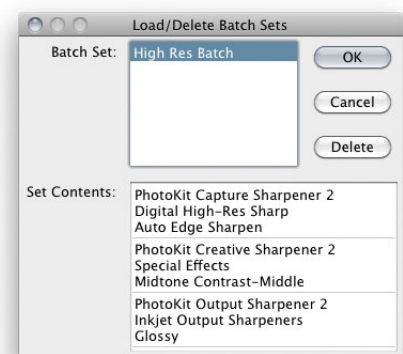 Load/Delete Batch Sets
Batch Set:
High Res Batch
OK
Cancel
Delete
Set Contents:
PhotoKit Capture Sharpener 2
Digital High-Res Sharp
Auto Edge Sharpen
PhotoKit Creative Sharpener 2
Special Effects
Midtone Contrast-Middle
PhotoKit Output Sharpener 2
Inkjet Output Sharpeners
Glossy